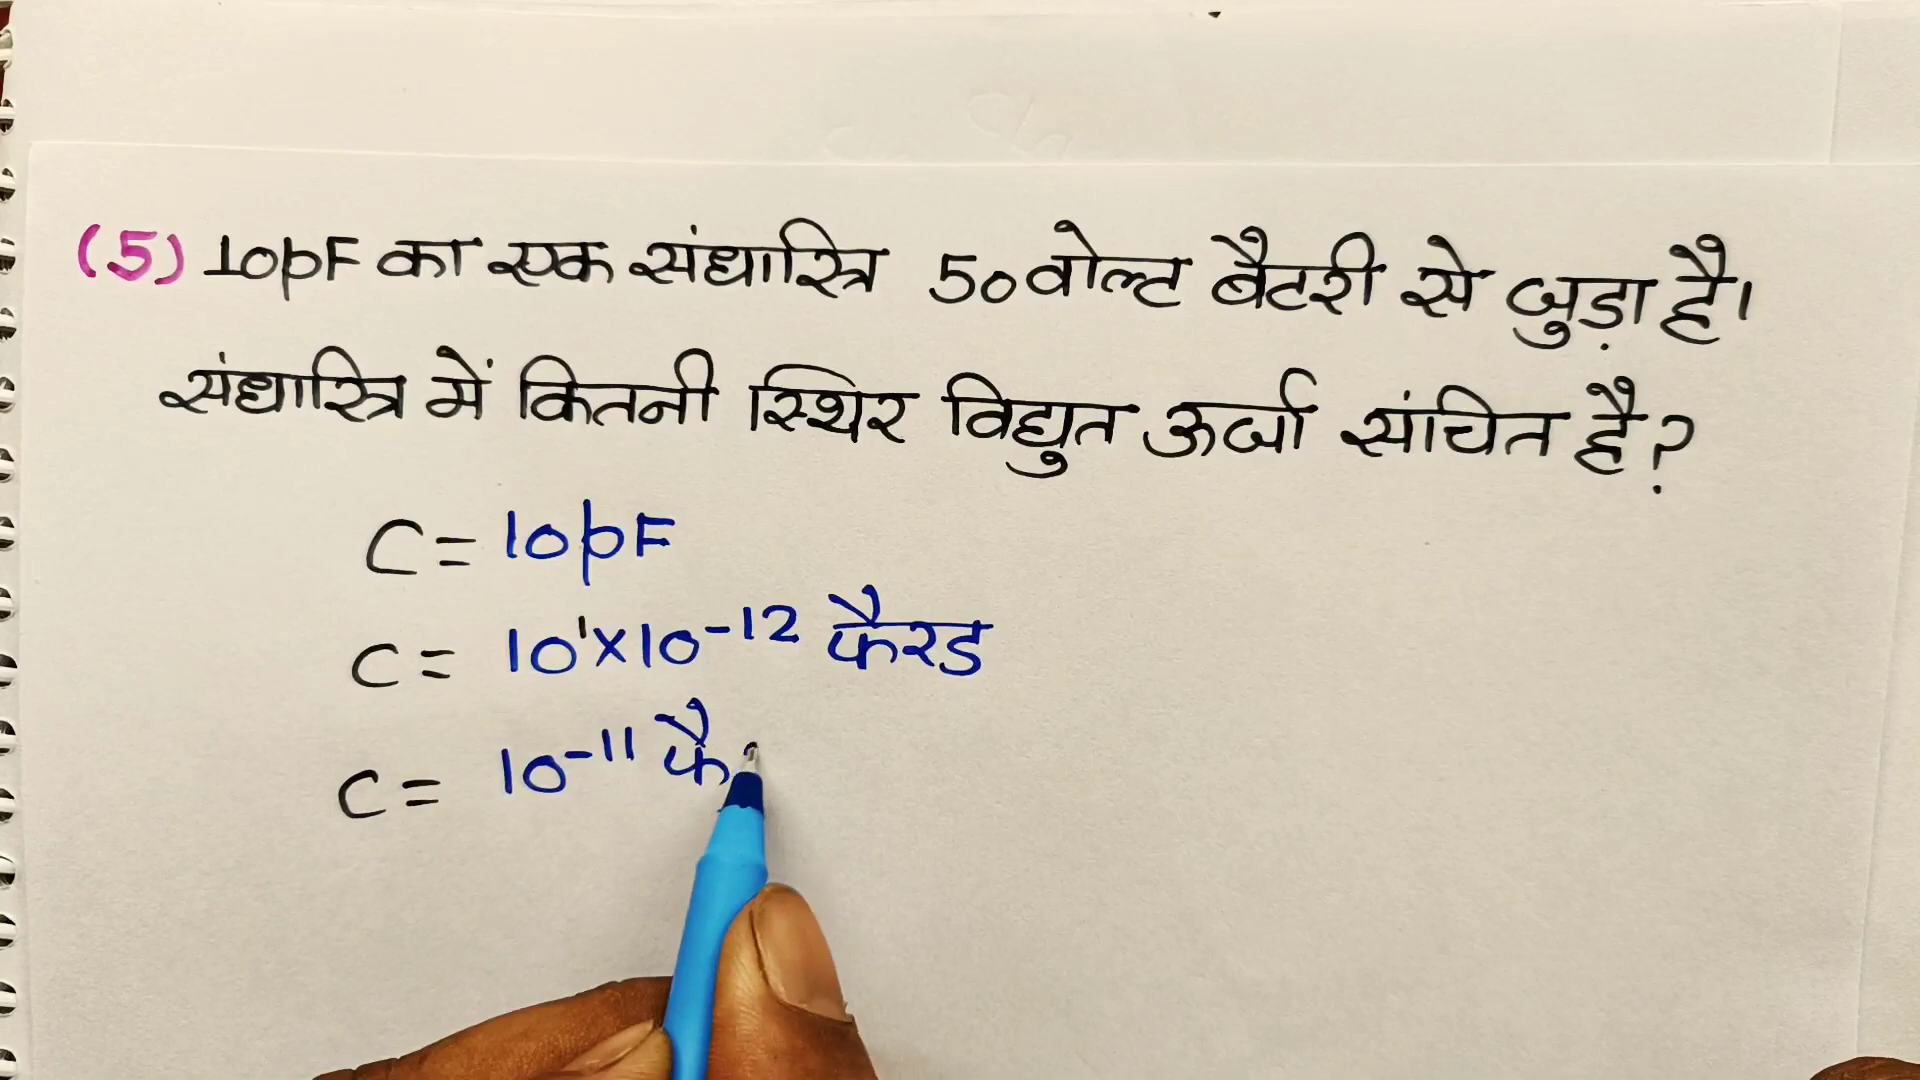 (5) 10pF का एक संधारित्र 50 वोल्ट बैटरी से जुड़ा है।
संधारित्र में कितनी स्थिर विद्युत ऊर्जा संचित है?
C = 10pF
C = 10¹×10⁻¹² फैरड
C = 10⁻¹¹ फै